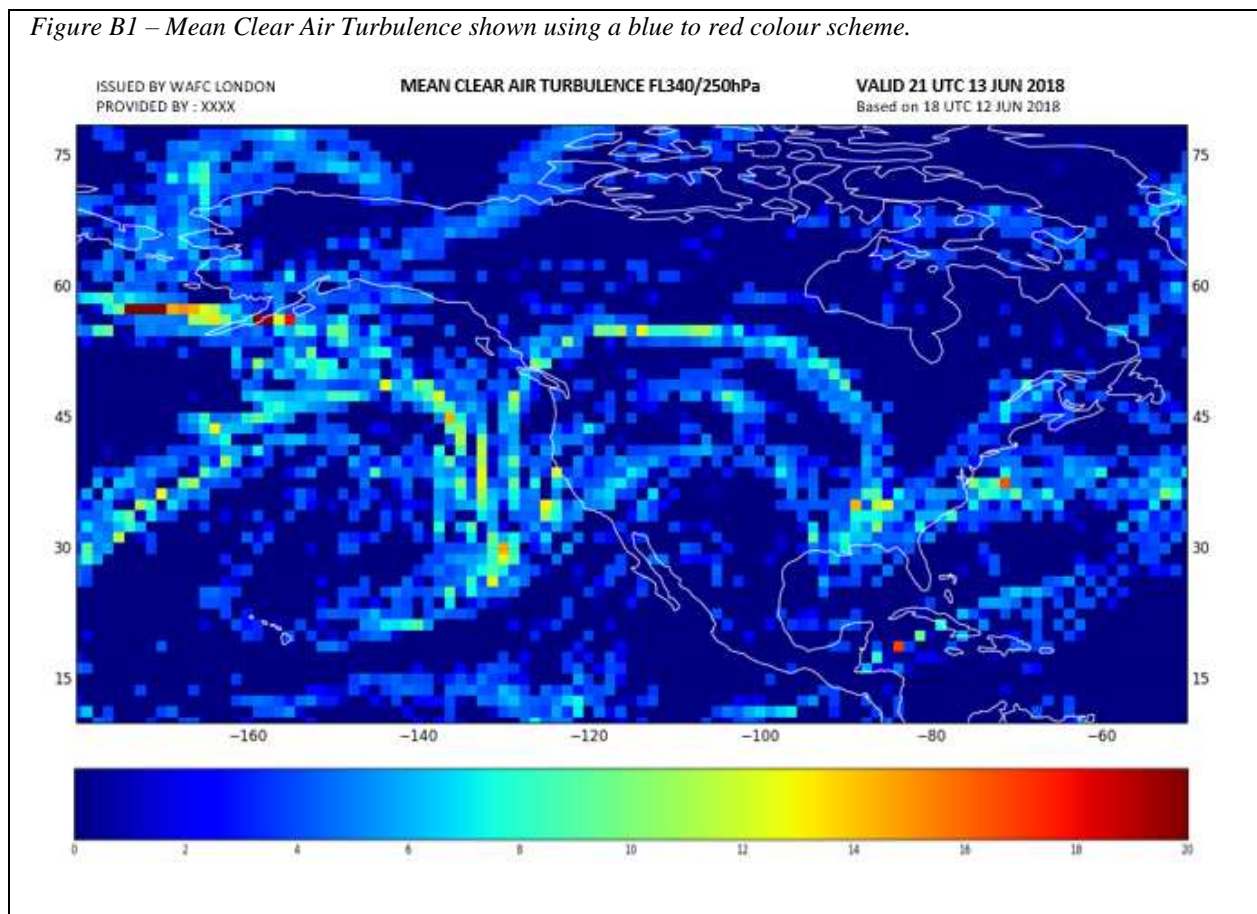 Figure B1 – Mean Clear Air Turbulence shown using a blue to red colour scheme.
ISSUED BY WAFC LONDON MEAN CLEAR AIR TURBULENCE FL340/250hPa VALID 21 UTC 13 JUN 2018
PROVIDED BY : XXXX Based on 18 UTC 12 JUN 2018
75 75
60 60
45 45
30 30
15 15
−160 −140 −120 −100 −80 −60
0 2 4 6 8 10 12 14 16 18 20